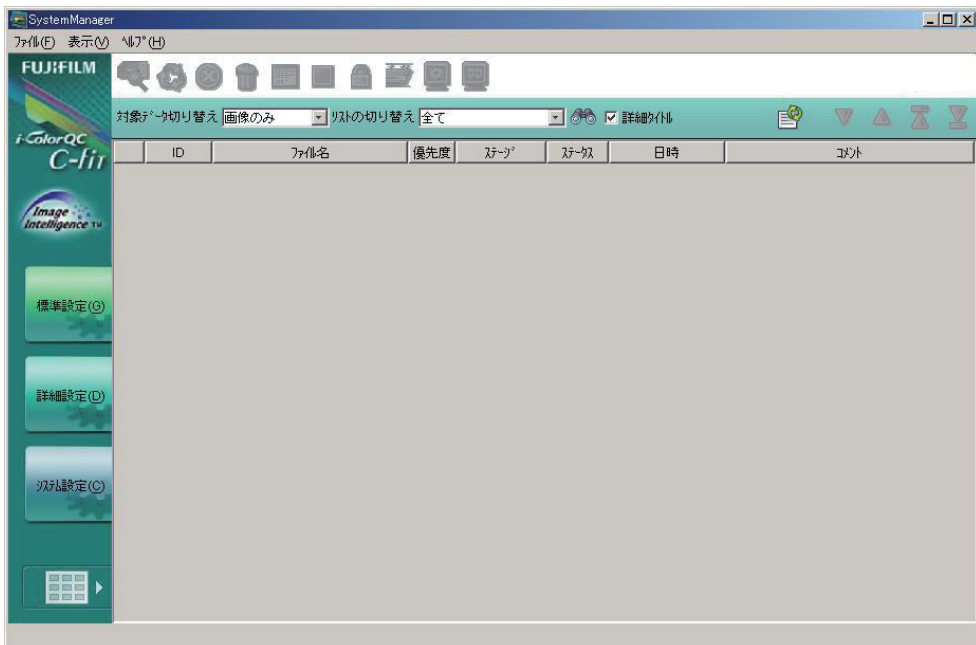 SystemManager
ﾌｧｲﾙ(F) 表示(V) ﾍﾙﾌﾟ(H)
FUJIFILM
対象ﾃﾞｰﾀ切り替え 画像のみ ﾘｽﾄの切り替え 全て 詳細ﾀｲﾄﾙ
i-ColorQC
C-fit
ID ﾌｧｲﾙ名 優先度 ｽﾃｰｼﾞ ｽﾃｰﾀｽ 日時 ｺﾒﾝﾄ
Image
Intelligence TM
標準設定(G)
詳細設定(D)
ｼｽﾃﾑ設定(C)